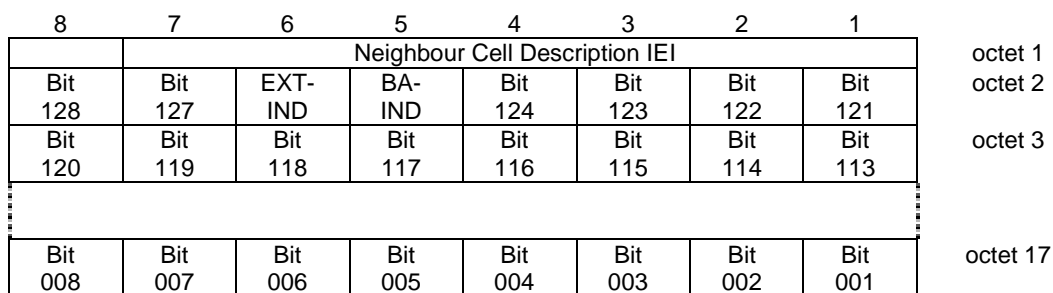 8 7 6 5 4 3 2 1
Neighbour Cell Description IEI octet 1
Bit Bit EXT- BA- Bit Bit Bit Bit octet 2
128 127 IND IND 124 123 122 121
Bit Bit Bit Bit Bit Bit Bit Bit octet 3
120 119 118 117 116 115 114 113
Bit Bit Bit Bit Bit Bit Bit Bit octet 17
008 007 006 005 004 003 002 001